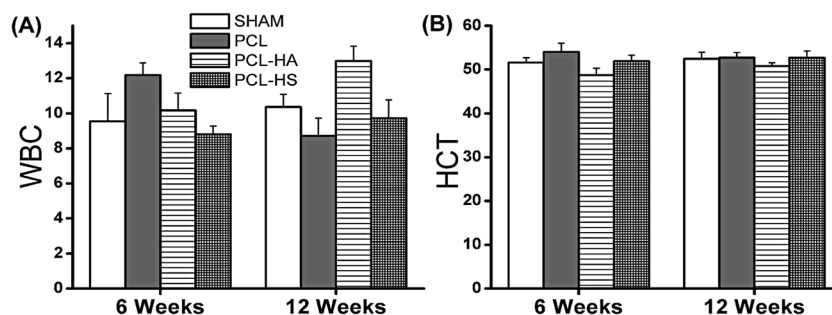 (A)
WBC
14
12
10
8
6
4
2
0
SHAM
PCL
PCL-HA
PCL-HS
6 Weeks
12 Weeks
(B)
HCT
60
50
40
30
20
10
0
6 Weeks
12 Weeks